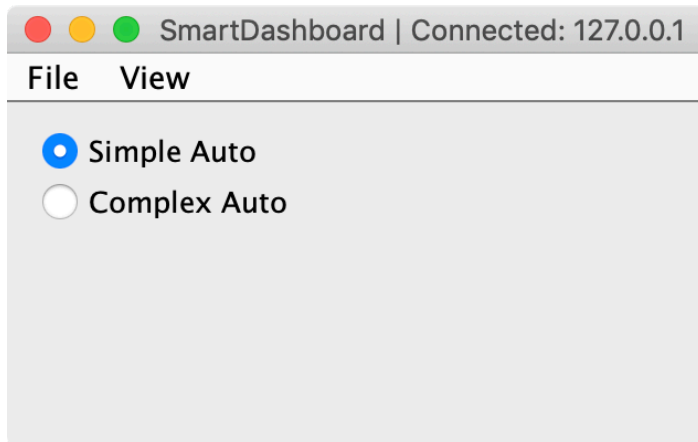 SmartDashboard | Connected: 127.0.0.1
File View
Simple Auto
Complex Auto